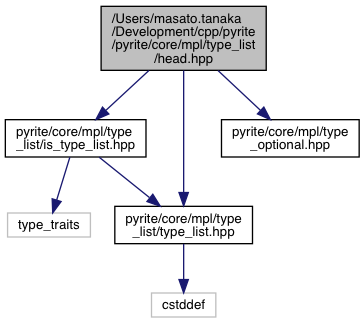 /Users/masato.tanaka
/Development/cpp/pyrite
/pyrite/core/mpl/type_list
/head.hpp
pyrite/core/mpl/type
_list/is_type_list.hpp
pyrite/core/mpl/type
_optional.hpp
type_traits
pyrite/core/mpl/type
_list/type_list.hpp
cstddef